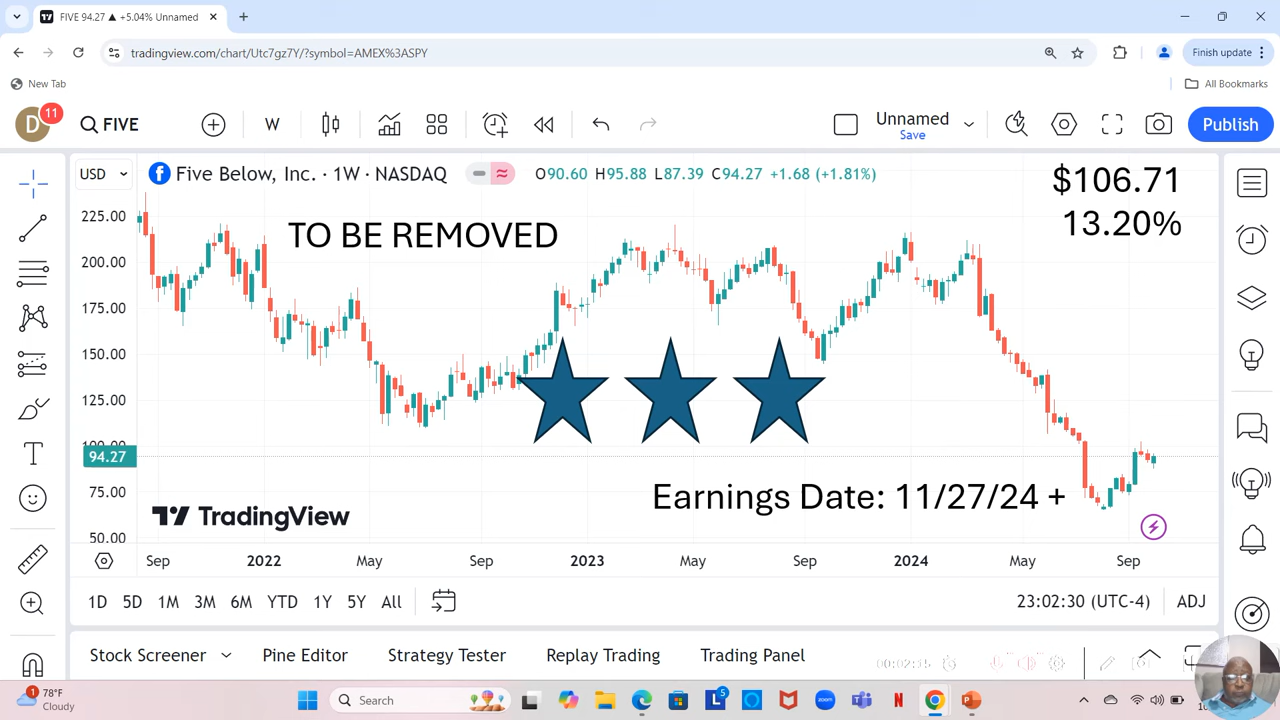 FIVE 94.27 ▲ +5.04% Unnamed
tradingview.com/chart/Utc7gz7Y/?symbol=AMEX%3ASPY
Finish update
New Tab
All Bookmarks
D
11
FIVE
W
Unnamed
Save
Publish
USD
Five Below, Inc. · 1W · NASDAQ
O90.60 H95.88 L87.39 C94.27 +1.68 (+1.81%)
$106.71
13.20%
TO BE REMOVED
225.00
200.00
175.00
150.00
125.00
100.00
94.27
75.00
50.00
Earnings Date: 11/27/24 +
TradingView
Sep 2022 May Sep 2023 May Sep 2024 May Sep
1D 5D 1M 3M 6M YTD 1Y 5Y All
23:02:30 (UTC-4) ADJ
Stock Screener Pine Editor Strategy Tester Replay Trading Trading Panel
1
78°F
Cloudy
Search
5